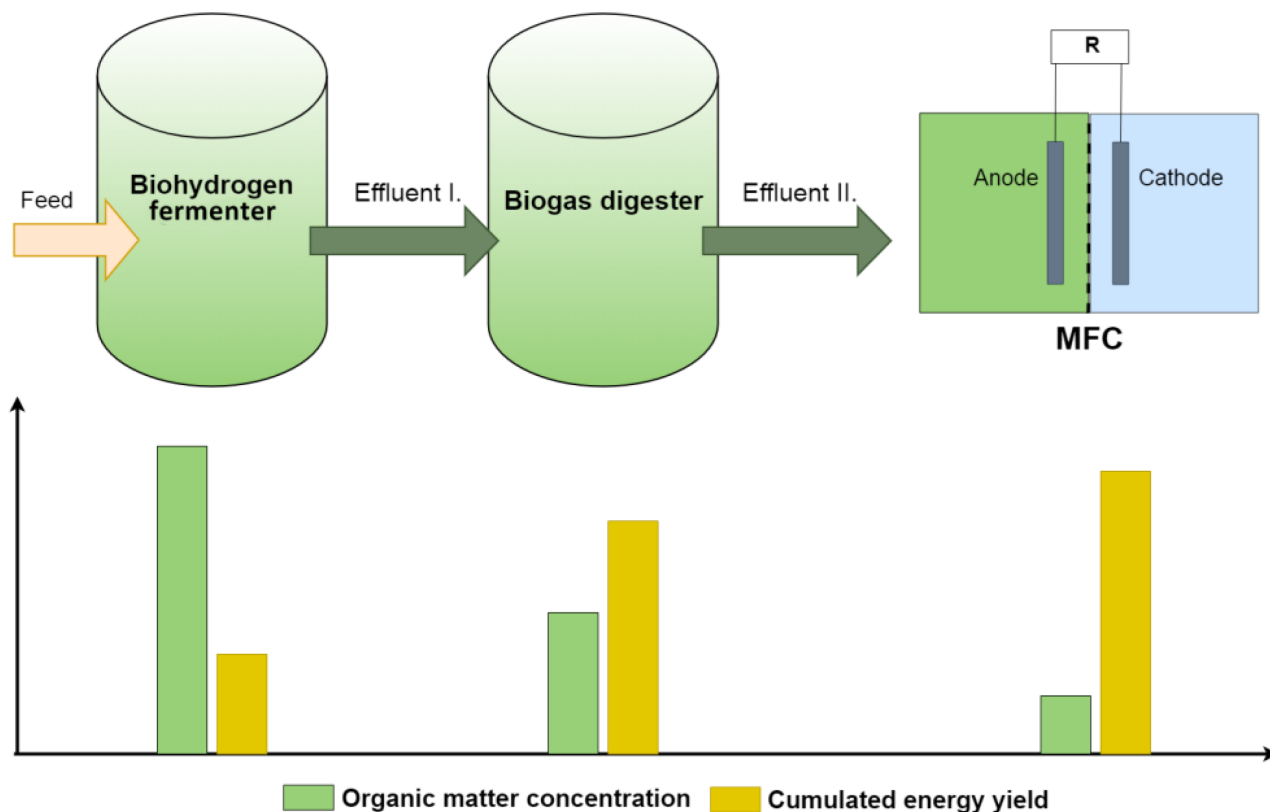 R
Feed
Biohydrogen
fermenter
Effluent I.
Biogas digester
Effluent II.
Anode
Cathode
MFC
Organic matter concentration
Cumulated energy yield